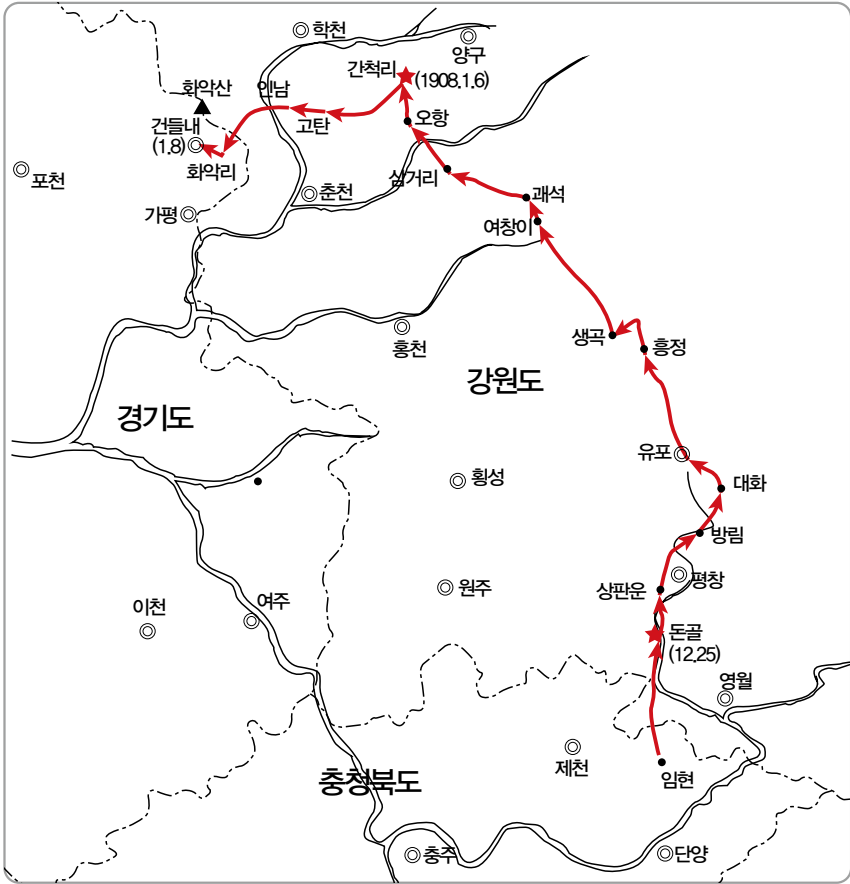 학천
양구
간척리
(1908.1.6)
화악산
인남
건들내
(1.8)
고탄
오항
화악리
포천
삼거리
춘천
괘석
가평
여창이
생곡
홍천
흥정
강원도
경기도
유포
횡성
대화
방림
평창
원주
상판운
이천
여주
돈골
(12.25)
영월
제천
임현
충청북도
충주
단양